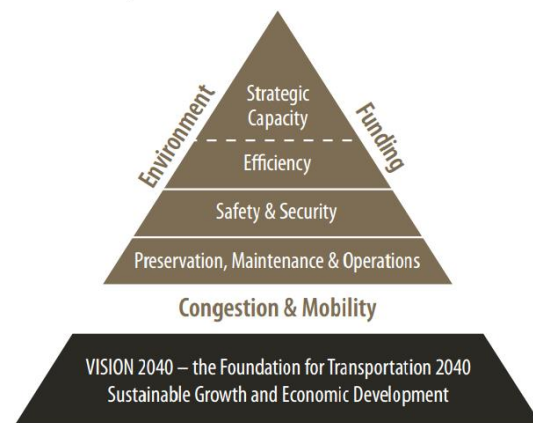 Environment
Funding
Strategic
Capacity
Efficiency
Safety & Security
Preservation, Maintenance & Operations
Congestion & Mobility
VISION 2040 – the Foundation for Transportation 2040
Sustainable Growth and Economic Development